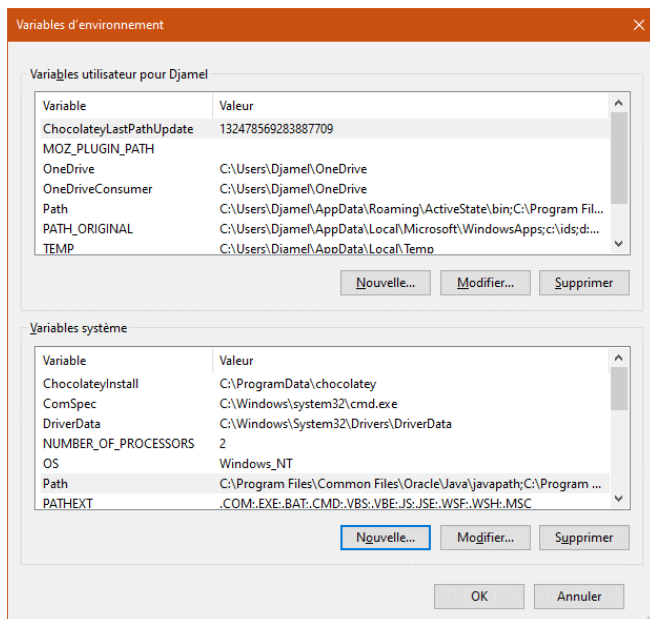 Variables d'environnement
Variables utilisateur pour Djamel
Variable Valeur
ChocolateyLastPathUpdate 132478569283887709
MOZ_PLUGIN_PATH
OneDrive C:\Users\Djamel\OneDrive
OneDriveConsumer C:\Users\Djamel\OneDrive
Path C:\Users\Djamel\AppData\Roaming\ActiveState\bin;C:\Program Fil...
PATH_ORIGINAL C:\Users\Djamel\AppData\Local\Microsoft\WindowsApps;c:\ids;d:...
TEMP C:\Users\Djamel\AppData\Local\Temp
Nouvelle... Modifier... Supprimer
Variables système
Variable Valeur
ChocolateyInstall C:\ProgramData\chocolatey
ComSpec C:\Windows\system32\cmd.exe
DriverData C:\Windows\System32\Drivers\DriverData
NUMBER_OF_PROCESSORS 2
OS Windows_NT
Path C:\Program Files\Common Files\Oracle\Java\javapath;C:\Program ...
PATHEXT .COM;.EXE;.BAT;.CMD;.VBS;.VBE;.JS;.JSE;.WSF;.WSH;.MSC
Nouvelle... Modifier... Supprimer
OK Annuler